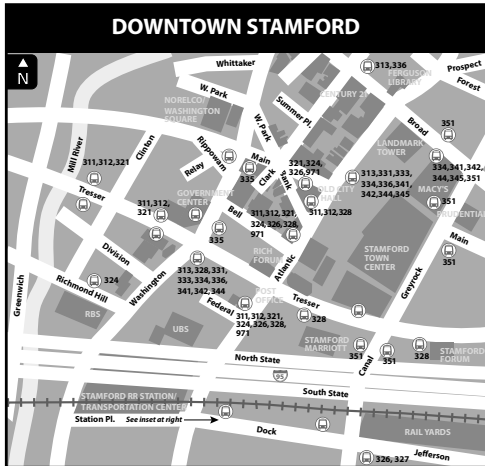 DOWNTOWN STAMFORD
N
Whittaker
313,336
Prospect
FERGUSON
LIBRARY
Forest
W. Park
CENTURY 21
NORELCO/
WASHINGTON
SQUARE
Summer Pl.
W. Park
Broad
351
Mill River
Clinton
Rippowam
Main
LANDMARK
TOWER
Relay
335
Clark
Bank
321,324,
326,971
313,331,333,
334,336,341,
342,344,345
334,341,342,
344,345,351
311,312,321
Tresser
GOVERNMENT
CENTER
OLD CITY
HALL
MACY'S
351
PRUDENTIAL
311,312,
321
Bell
311,312,321,
324,326,328,
971
311,312,328
335
Main
Division
RICH
FORUM
STAMFORD
TOWN
CENTER
351
Greenwich
Richmond Hill
324
Washington
313,328,331,
333,334,336,
341,342,344
Atlantic
Greyrock
RBS
Federal
POST
OFFICE
Tresser
311,312,321,
324,326,328,
971
328
UBS
STAMFORD
MARRIOTT
351
Canal
351
328
STAMFORD
FORUM
North State
95
South State
STAMFORD RR STATION/
TRANSPORTATION CENTER
Station Pl.
See inset at right
Dock
RAIL YARDS
Jefferson
326, 327